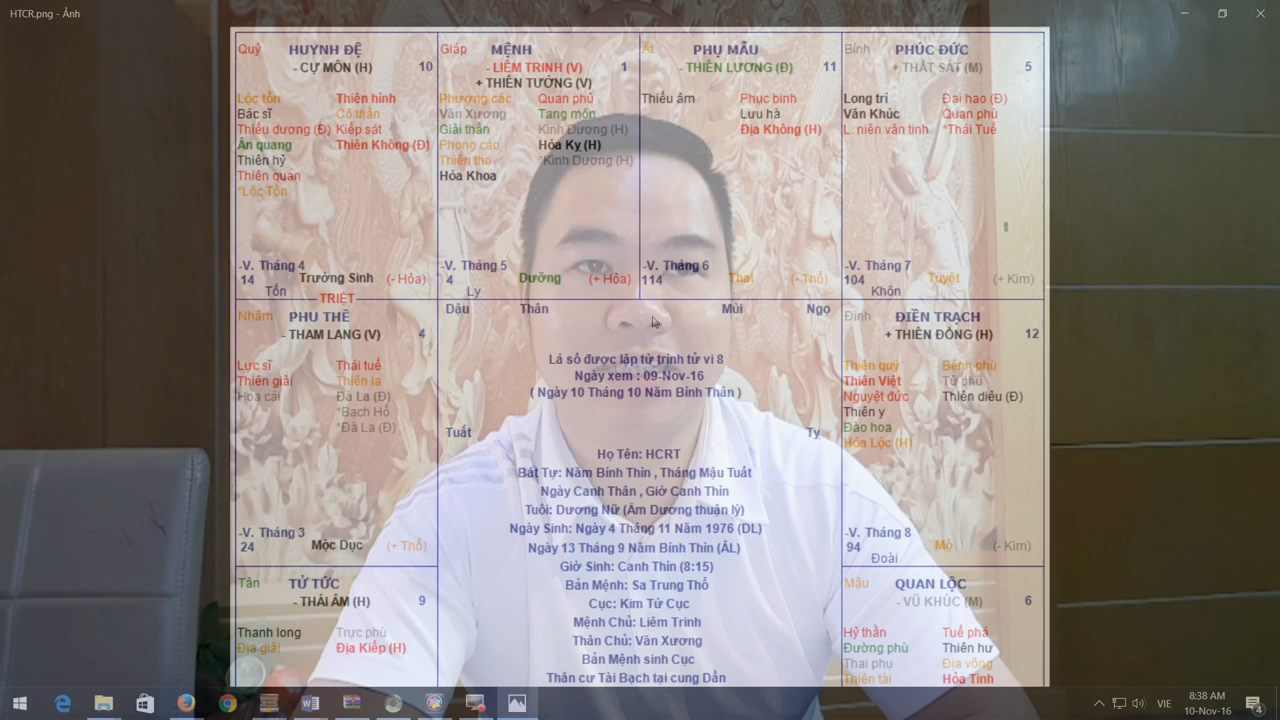 HTCR.png - Ảnh
Quý HUYNH ĐỆ
- CỰ MÔN (H) 10
Lộc tồn Thiên hình
Bác sĩ Cô thần
Thiếu dương (Đ) Kiếp sát
Ân quang Thiên Không (Đ)
Thiên hỷ
Thiên quan
*Lộc Tồn
-V. Tháng 4
14 Trường Sinh (- Hỏa)
Tốn
Giáp MỆNH
- LIÊM TRINH (V) 1
+ THIÊN TƯỚNG (V)
Phượng các Quan phủ
Văn Xương Tang môn
Giải thần Kình Dương (H)
Phong cáo Hóa Kỵ (H)
Thiên thọ *Kình Dương (H)
Hóa Khoa
-V. Tháng 5
4 Dưỡng (+ Hỏa)
Ly
Ất PHỤ MẪU
- THIÊN LƯƠNG (Đ) 11
Thiếu âm Phục binh
Lưu hà
Địa Không (H)
-V. Tháng 6
114 Thai (- Thổ)
Bính PHÚC ĐỨC
+ THẤT SÁT (M) 5
Long trì Đại hao (Đ)
Văn Khúc Quan phù
L. niên văn tinh *Thái Tuế
-V. Tháng 7
104 Tuyệt (+ Kim)
Khôn
TRIỆT
Nhâm PHU THÊ
- THAM LANG (V) 4
Lực sĩ Thái tuế
Thiên giải Thiên la
Hoa cái Đà La (Đ)
*Bạch Hổ
*Đà La (Đ)
-V. Tháng 3
24 Mộc Dục (+ Thổ)
Dậu Thân Mùi Ngọ
Lá số được lập từ trình tử vi 8
Ngày xem : 09-Nov-16
( Ngày 10 Tháng 10 Năm Bính Thân )
Tuất Tỵ
Họ Tên: HCRT
Bát Tự: Năm Bính Thìn , Tháng Mậu Tuất
Ngày Canh Thân , Giờ Canh Thìn
Tuổi: Dương Nữ (Âm Dương thuận lý)
Ngày Sinh: Ngày 4 Tháng 11 Năm 1976 (DL)
Ngày 13 Tháng 9 Năm Bính Thìn (ÂL)
Giờ Sinh: Canh Thìn (8:15)
Bản Mệnh: Sa Trung Thổ
Cục: Kim Tứ Cục
Mệnh Chủ: Liêm Trinh
Thân Chủ: Văn Xương
Bản Mệnh sinh Cục
Thân cư Tài Bạch tại cung Dần
Đinh ĐIỀN TRẠCH
+ THIÊN ĐỒNG (H) 12
Thiên quý Bệnh phù
Thiên Việt Tử phù
Nguyệt đức Thiên diêu (Đ)
Thiên y
Đào hoa
Hóa Lộc (H)
-V. Tháng 8
94 Mộ (- Kim)
Đoài
Tân TỬ TỨC
- THÁI ÂM (H) 9
Thanh long Trực phù
Địa giải Địa Kiếp (H)
Mậu QUAN LỘC
- VŨ KHÚC (M) 6
Hỷ thần Tuế phá
Đường phù Thiên hư
Thai phụ Địa võng
Thiên tài Hỏa Tinh
VIE
8:38 AM
10-Nov-16
4